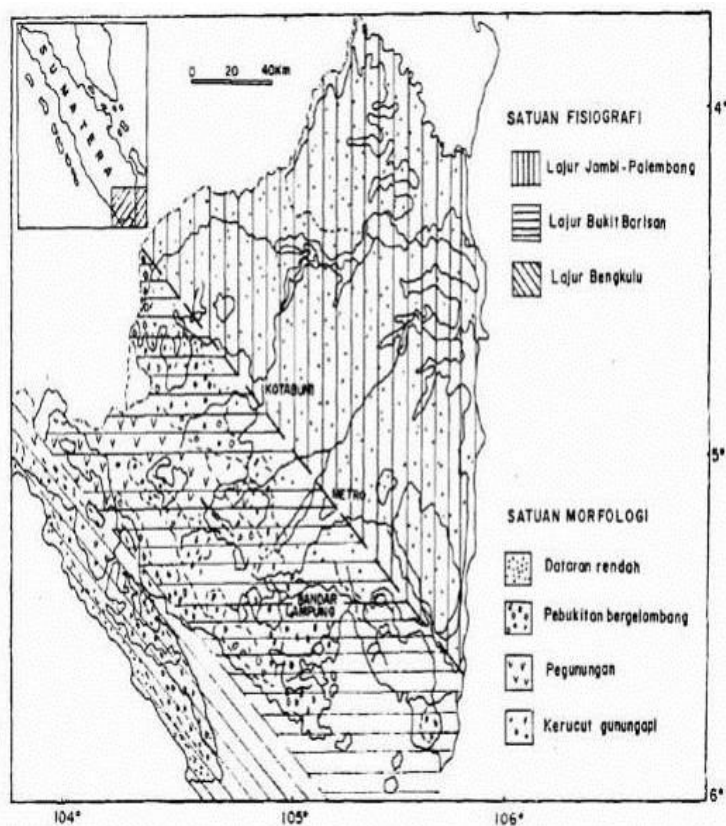 SUMATERA
0 20 40Km
4°
SATUAN FISIOGRAFI
Lajur Jambi-Palembang
Lajur Bukit Barisan
Lajur Bengkulu
KOTABUMI
5°
METRO
SATUAN MORFOLOGI
Dataran rendah
BANDAR
LAMPUNG
Pebukitan bergelombang
Pegunungan
Kerucut gunungapi
6°
104° 105° 106°